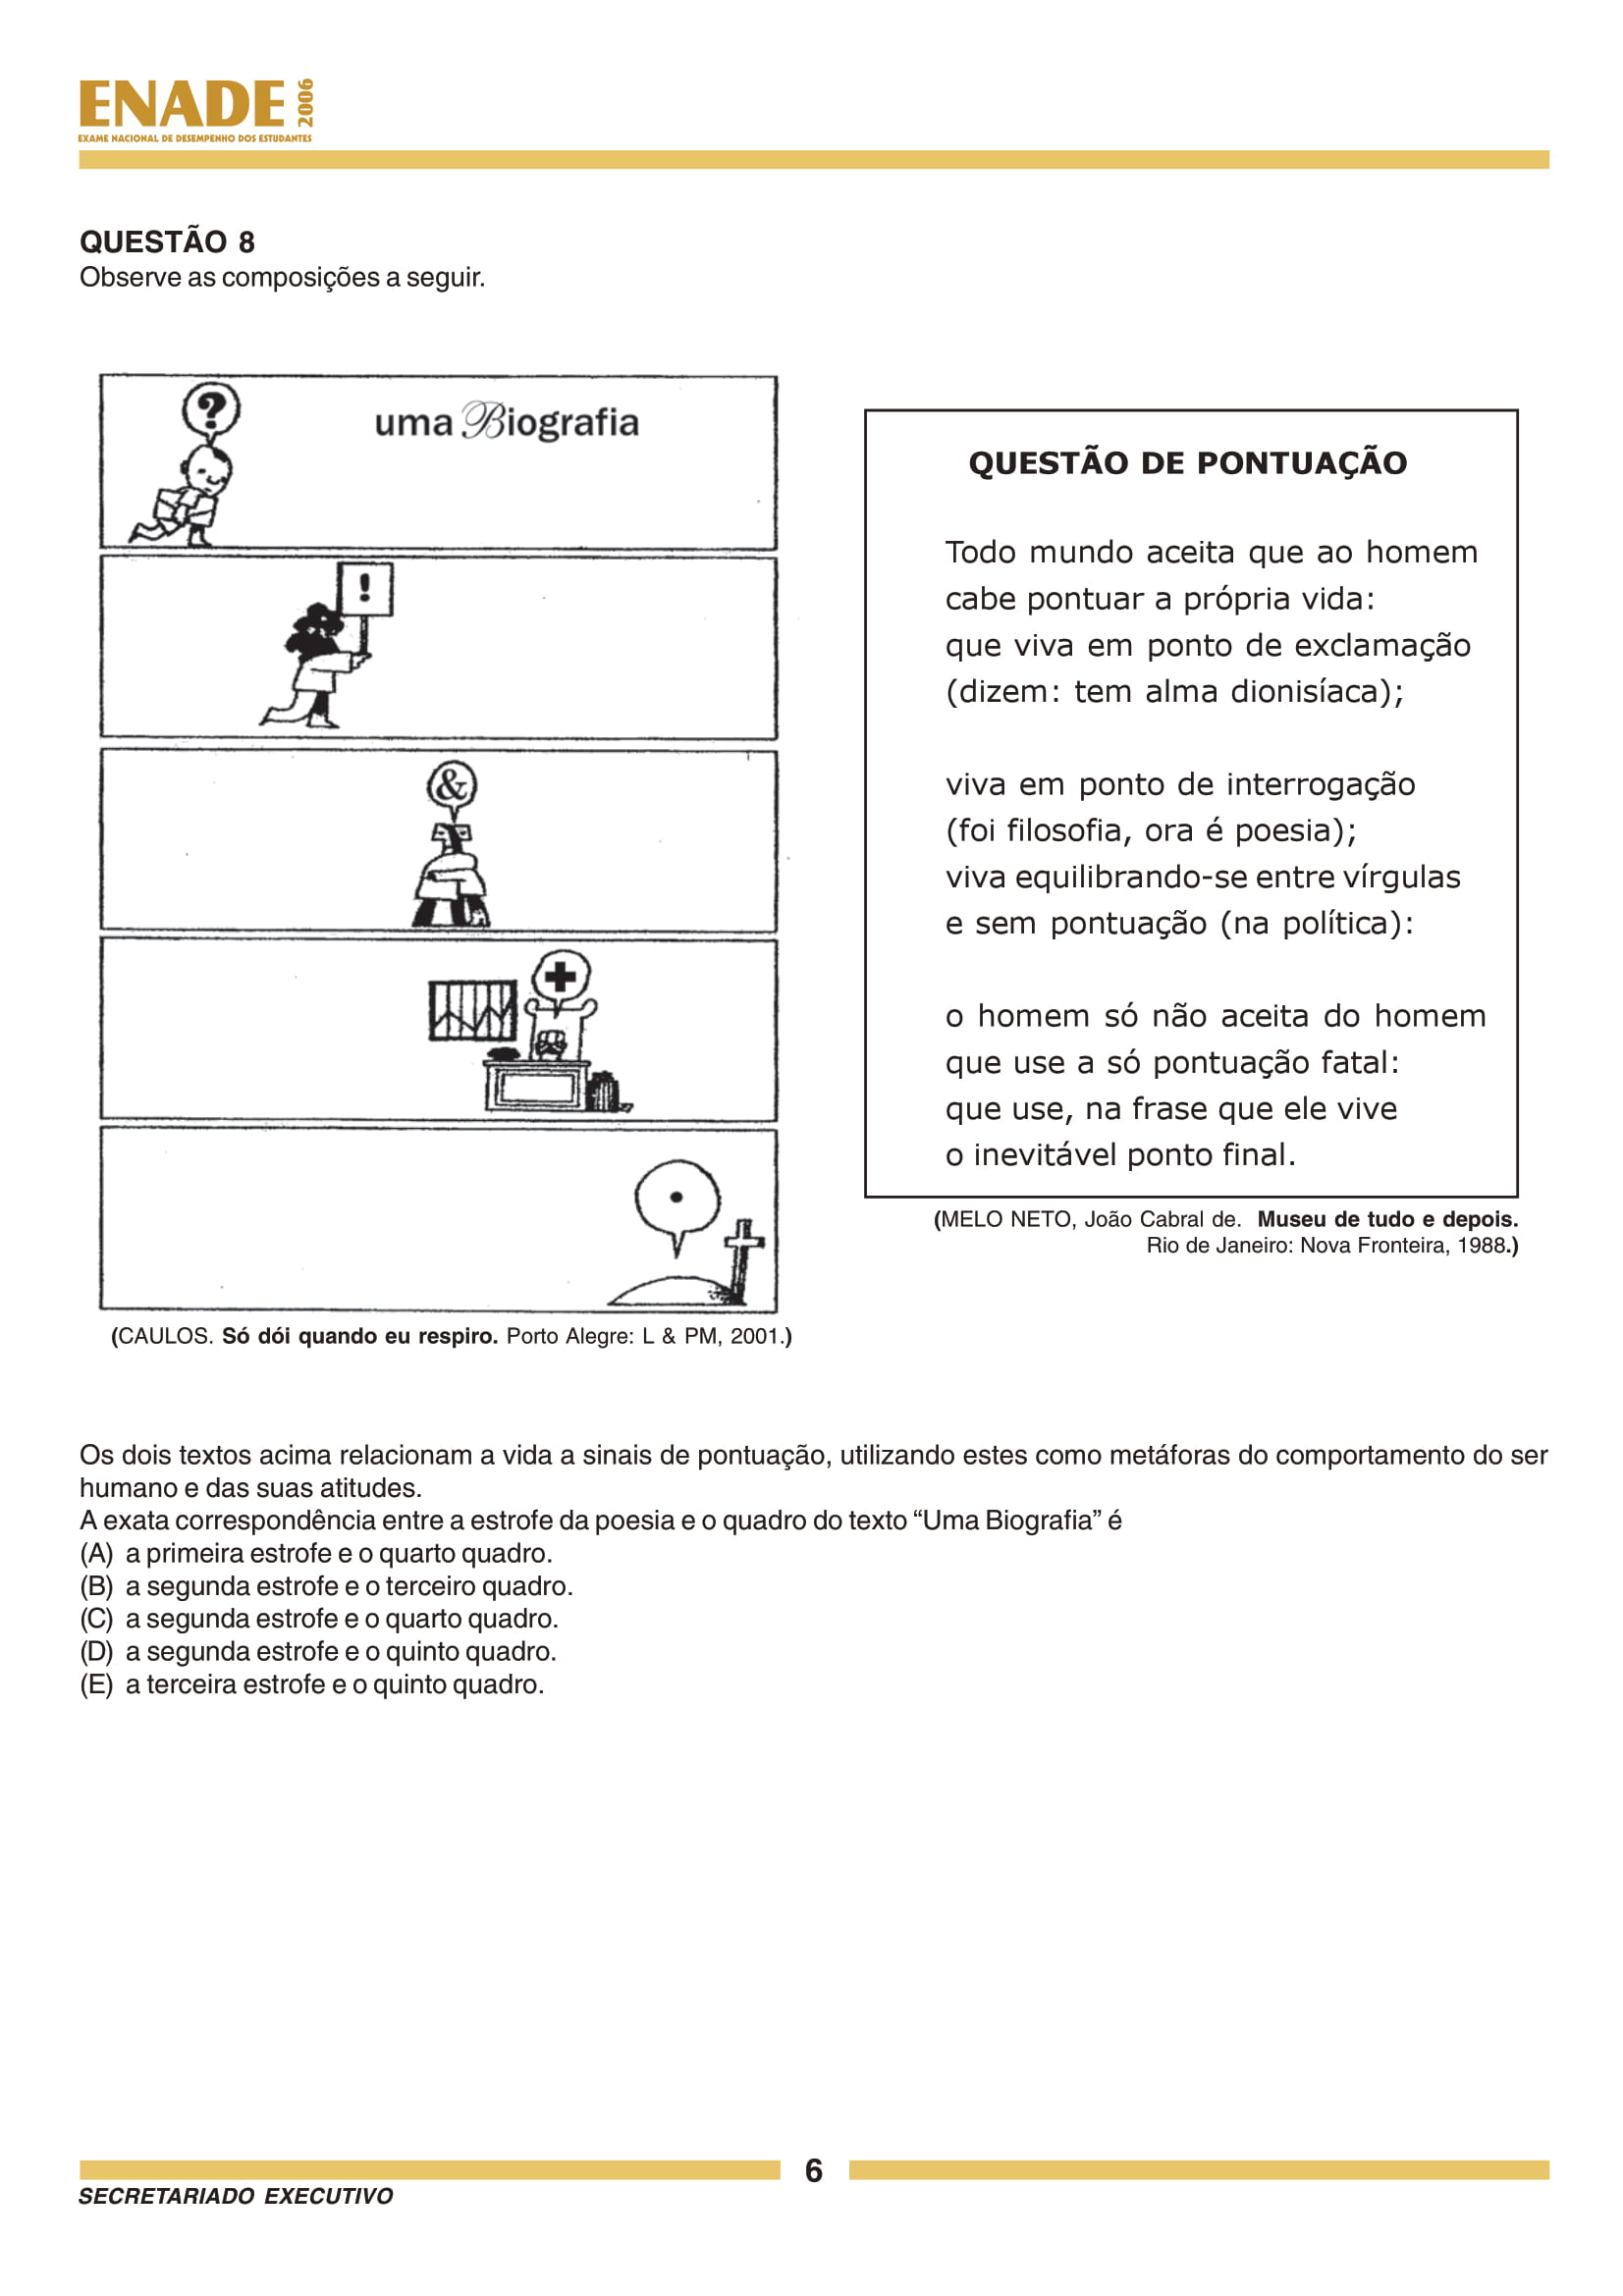 ENADE 2006
EXAME NACIONAL DE DESEMPENHO DOS ESTUDANTES
QUESTÃO 8
Observe as composições a seguir.
?
uma Biografia
!
&
+
.
(CAULOS. Só dói quando eu respiro. Porto Alegre: L & PM, 2001.)
QUESTÃO DE PONTUAÇÃO
Todo mundo aceita que ao homem
cabe pontuar a própria vida:
que viva em ponto de exclamação
(dizem: tem alma dionisíaca);
viva em ponto de interrogação
(foi filosofia, ora é poesia);
viva equilibrando-se entre vírgulas
e sem pontuação (na política):
o homem só não aceita do homem
que use a só pontuação fatal:
que use, na frase que ele vive
o inevitável ponto final.
(MELO NETO, João Cabral de. Museu de tudo e depois.
Rio de Janeiro: Nova Fronteira, 1988.)
Os dois textos acima relacionam a vida a sinais de pontuação, utilizando estes como metáforas do comportamento do ser
humano e das suas atitudes.
A exata correspondência entre a estrofe da poesia e o quadro do texto “Uma Biografia” é
(A) a primeira estrofe e o quarto quadro.
(B) a segunda estrofe e o terceiro quadro.
(C) a segunda estrofe e o quarto quadro.
(D) a segunda estrofe e o quinto quadro.
(E) a terceira estrofe e o quinto quadro.
6
SECRETARIADO EXECUTIVO